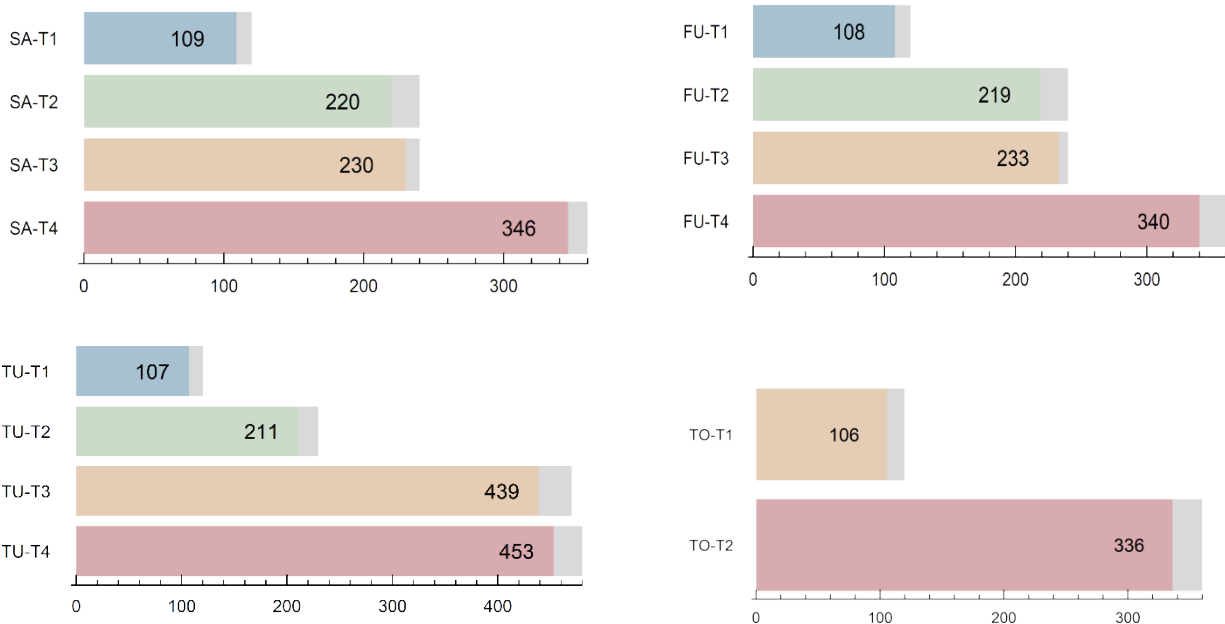 SA-T1 109
SA-T2 220
SA-T3 230
SA-T4 346
0 100 200 300
FU-T1 108
FU-T2 219
FU-T3 233
FU-T4 340
0 100 200 300
TU-T1 107
TU-T2 211
TU-T3 439
TU-T4 453
0 100 200 300 400
TO-T1 106
TO-T2 336
0 100 200 300